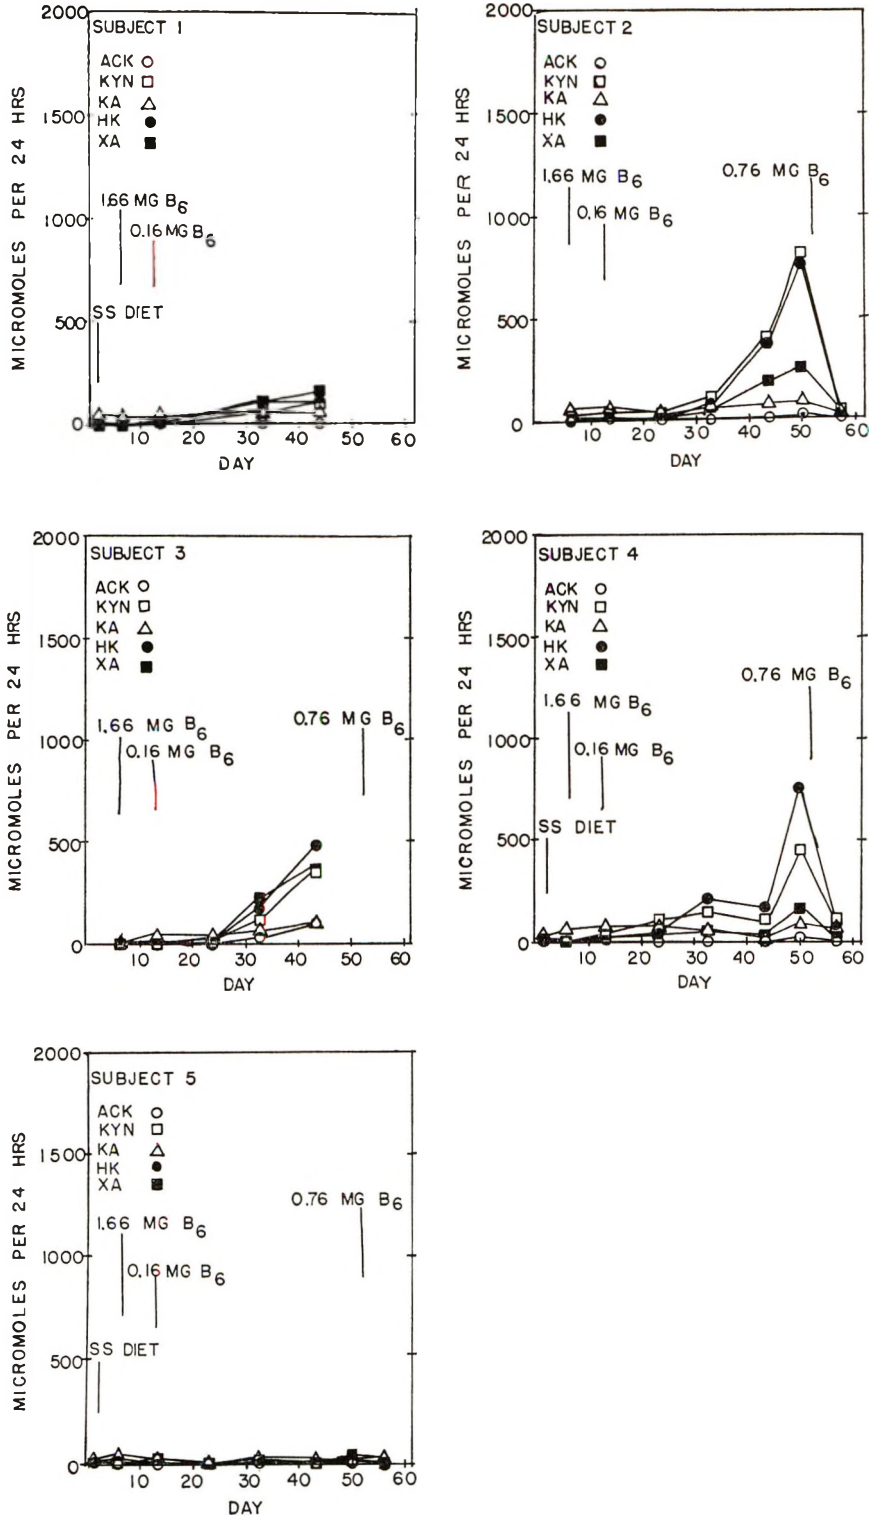 SUBJECT 1
ACK
KYN
KA
HK
XA
1.66 MG B6
0.16 MG B6
SS DIET
2000
1500
1000
500
0
10 20 30 40 50 60
DAY
MICROMOLES PER 24 HRS
SUBJECT 2
ACK
KYN
KA
HK
XA
1.66 MG B6
0.16 MG B6
0.76 MG B6
2000
1500
1000
500
0
10 20 30 40 50 60
DAY
MICROMOLES PER 24 HRS
SUBJECT 3
ACK
KYN
KA
HK
XA
1.66 MG B6
0.16 MG B6
0.76 MG B6
2000
1500
1000
500
0
10 20 30 40 50 60
DAY
MICROMOLES PER 24 HRS
SUBJECT 4
ACK
KYN
KA
HK
XA
1.66 MG B6
0.16 MG B6
0.76 MG B6
SS DIET
2000
1500
1000
500
0
10 20 30 40 50 60
DAY
MICROMOLES PER 24 HRS
SUBJECT 5
ACK
KYN
KA
HK
XA
1.66 MG B6
0.16 MG B6
0.76 MG B6
SS DIET
2000
1500
1000
500
0
10 20 30 40 50 60
DAY
MICROMOLES PER 24 HRS